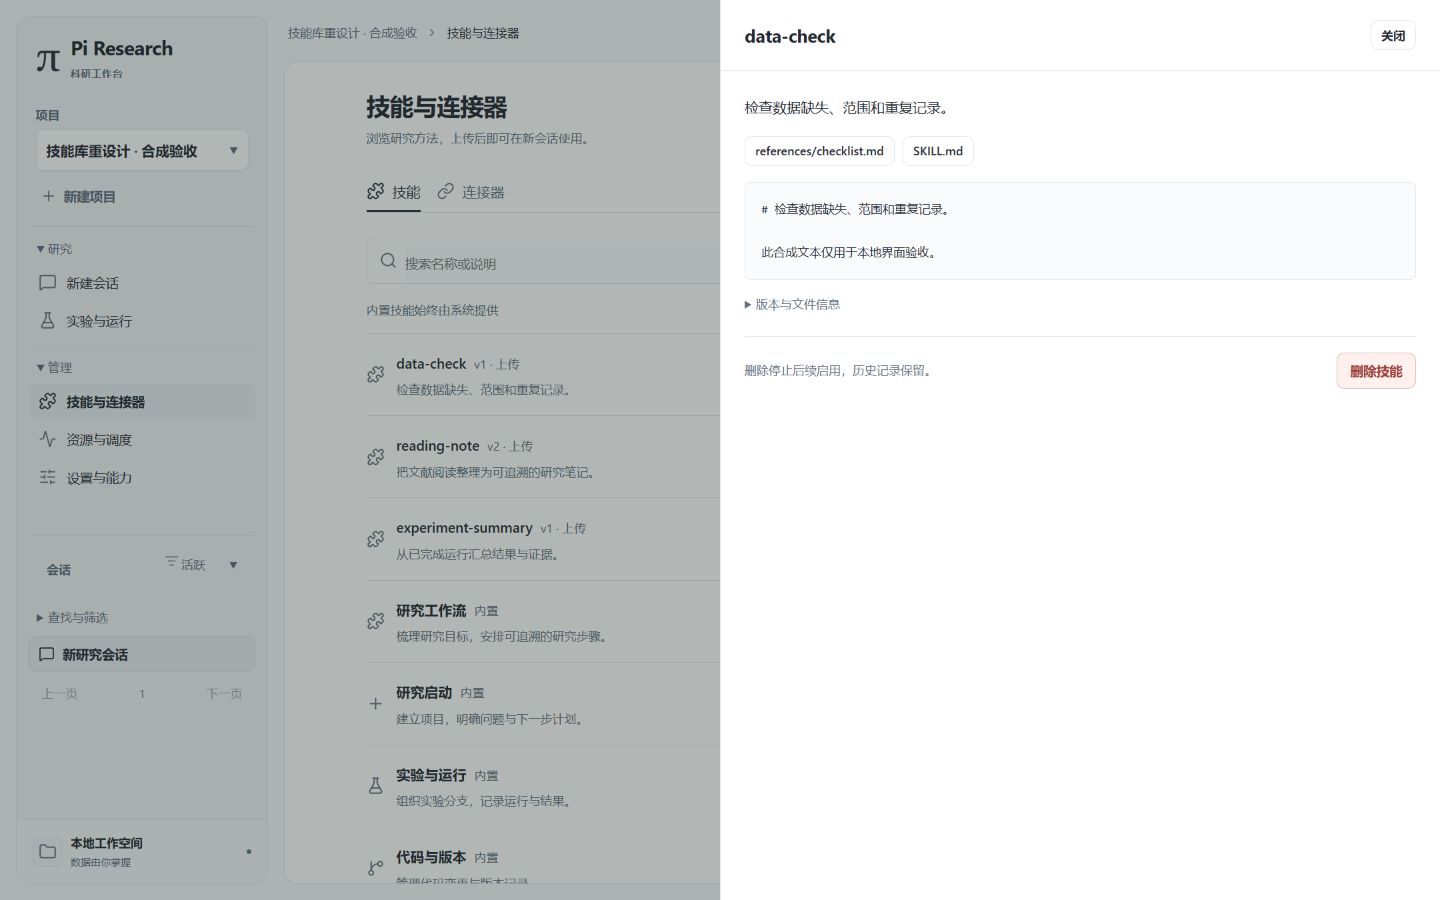 π Pi Research
科研工作台
项目
技能库重设计 · 合成验收
新建项目
研究
新建会话
实验与运行
管理
技能与连接器
资源与调度
设置与能力
会话
活跃
查找与筛选
新研究会话
上一页 1 下一页
本地工作空间
数据由你掌握
技能库重设计 · 合成验收 › 技能与连接器
技能与连接器
浏览研究方法，上传后即可在新会话使用。
技能 连接器
搜索名称或说明
内置技能始终由系统提供
data-check v1 · 上传
检查数据缺失、范围和重复记录。
reading-note v2 · 上传
把文献阅读整理为可追溯的研究笔记。
experiment-summary v1 · 上传
从已完成运行汇总结果与证据。
研究工作流 内置
梳理研究目标，安排可追溯的研究步骤。
研究启动 内置
建立项目，明确问题与下一步计划。
实验与运行 内置
组织实验分支，记录运行与结果。
代码与版本 内置
管理代码变更与版本记录
data-check
关闭
检查数据缺失、范围和重复记录。
references/checklist.md SKILL.md
# 检查数据缺失、范围和重复记录。
此合成文本仅用于本地界面验收。
版本与文件信息
删除停止后续启用，历史记录保留。
删除技能